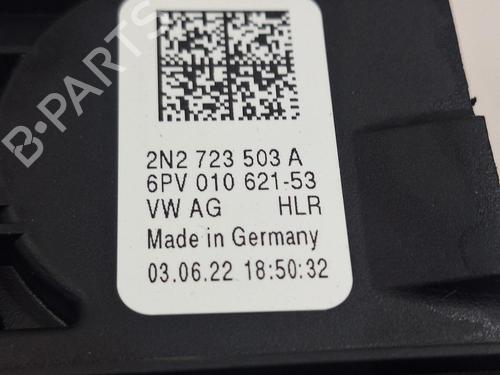 2N2 723 503 A
6PV 010 621-53
VW AG HLR
Made in Germany
03.06.22 18:50:32
B-PARTS